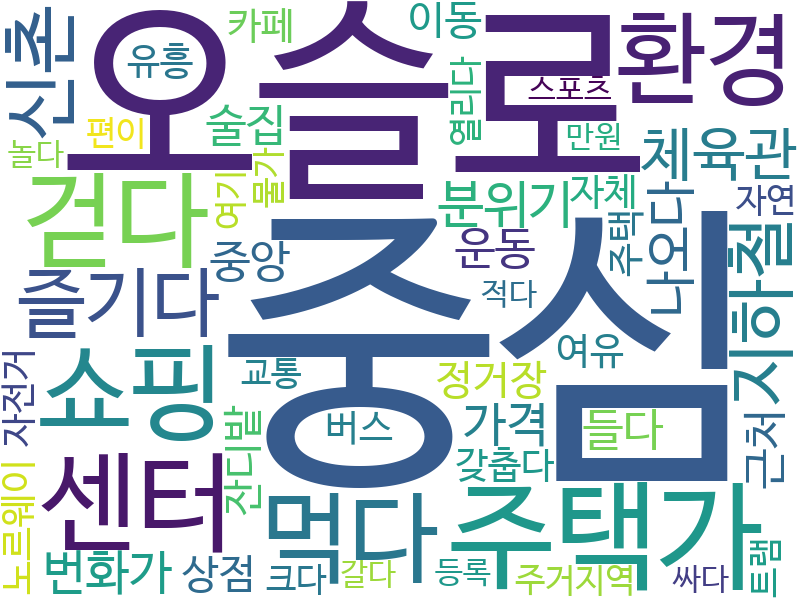 오슬로
중심
환경
신촌
카페
이동
유흥
스포츠
열리다
편이
술집
만원
체육관
놀다
걷다
여기
물가
분위기
자체
자연
나오다
주택
중앙
운동
지하철
즐기다
적다
쇼핑
교통
여유
정거장
자전거
버스
가격
들다
근처
잔디밭
센터
먹다
갖춥다
주택가
노르웨이
번화가
상점
크다
갈다
등록
주거지역
싸다
트램